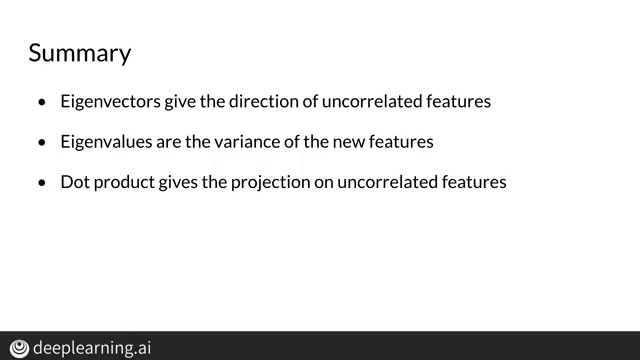 Summary
• Eigenvectors give the direction of uncorrelated features
• Eigenvalues are the variance of the new features
• Dot product gives the projection on uncorrelated features
deeplearning.ai